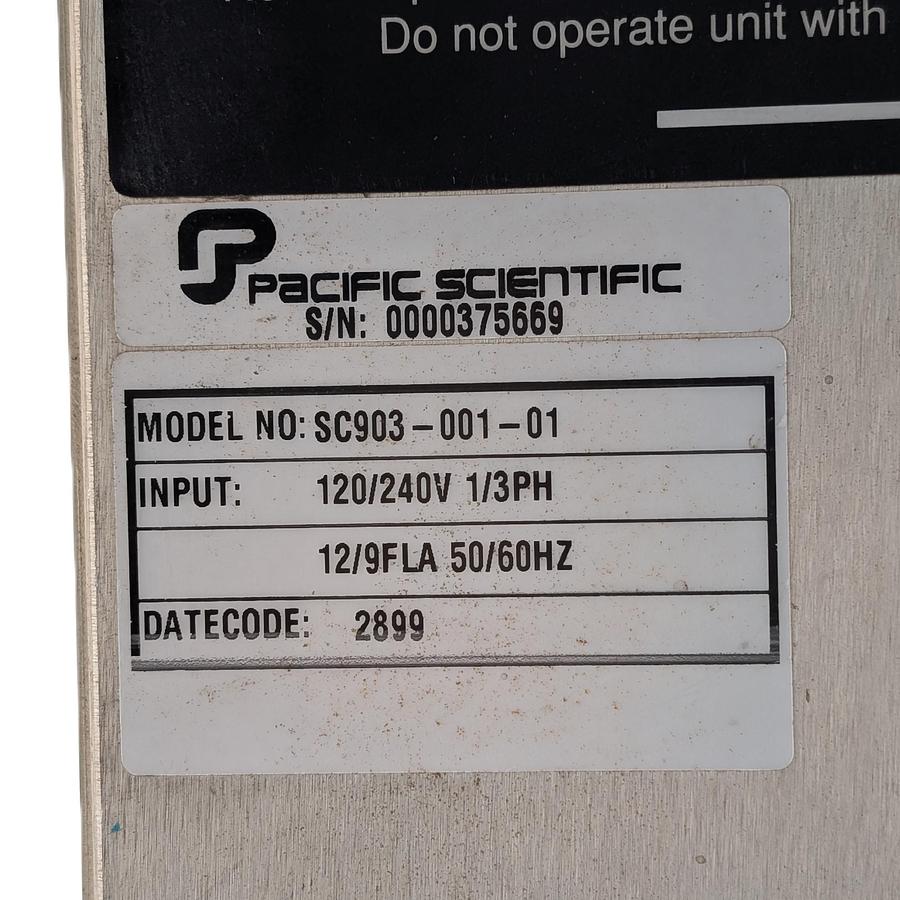 Do not operate unit with
PACIFIC SCIENTIFIC
S/N: 0000375669
MODEL NO: SC903-001-01
INPUT: 120/240V 1/3PH
12/9FLA 50/60HZ
DATECODE: 2899